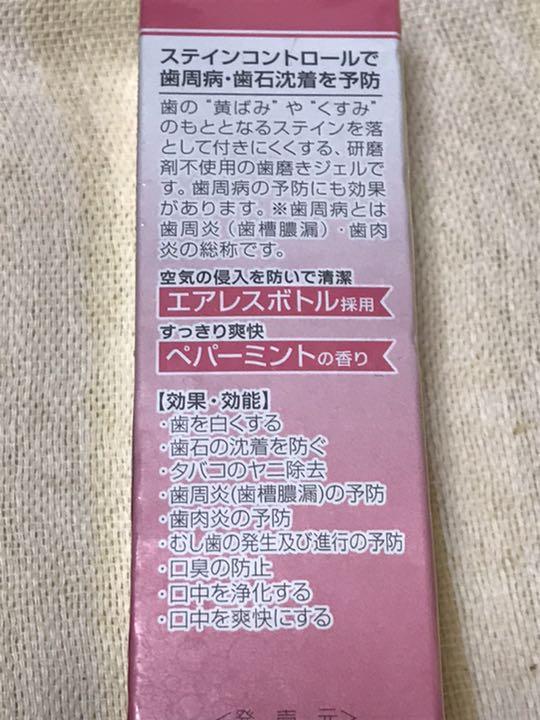 ステインコントロールで
歯周病・歯石沈着を予防
歯の“黄ばみ”や“くすみ”
のもととなるステインを落
として付きにくくする、研磨
剤不使用の歯磨きジェルで
す。歯周病の予防にも効果
があります。※歯周病とは
歯周炎(歯槽膿漏)・歯肉
炎の総称です。
空気の侵入を防いで清潔
エアレスボトル採用
すっきり爽快
ペパーミントの香り
【効果・効能】
・歯を白くする
・歯石の沈着を防ぐ
・タバコのヤニ除去
・歯周炎(歯槽膿漏)の予防
・歯肉炎の予防
・むし歯の発生及び進行の予防
・口臭の防止
・口中を浄化する
・口中を爽快にする
<発売元>